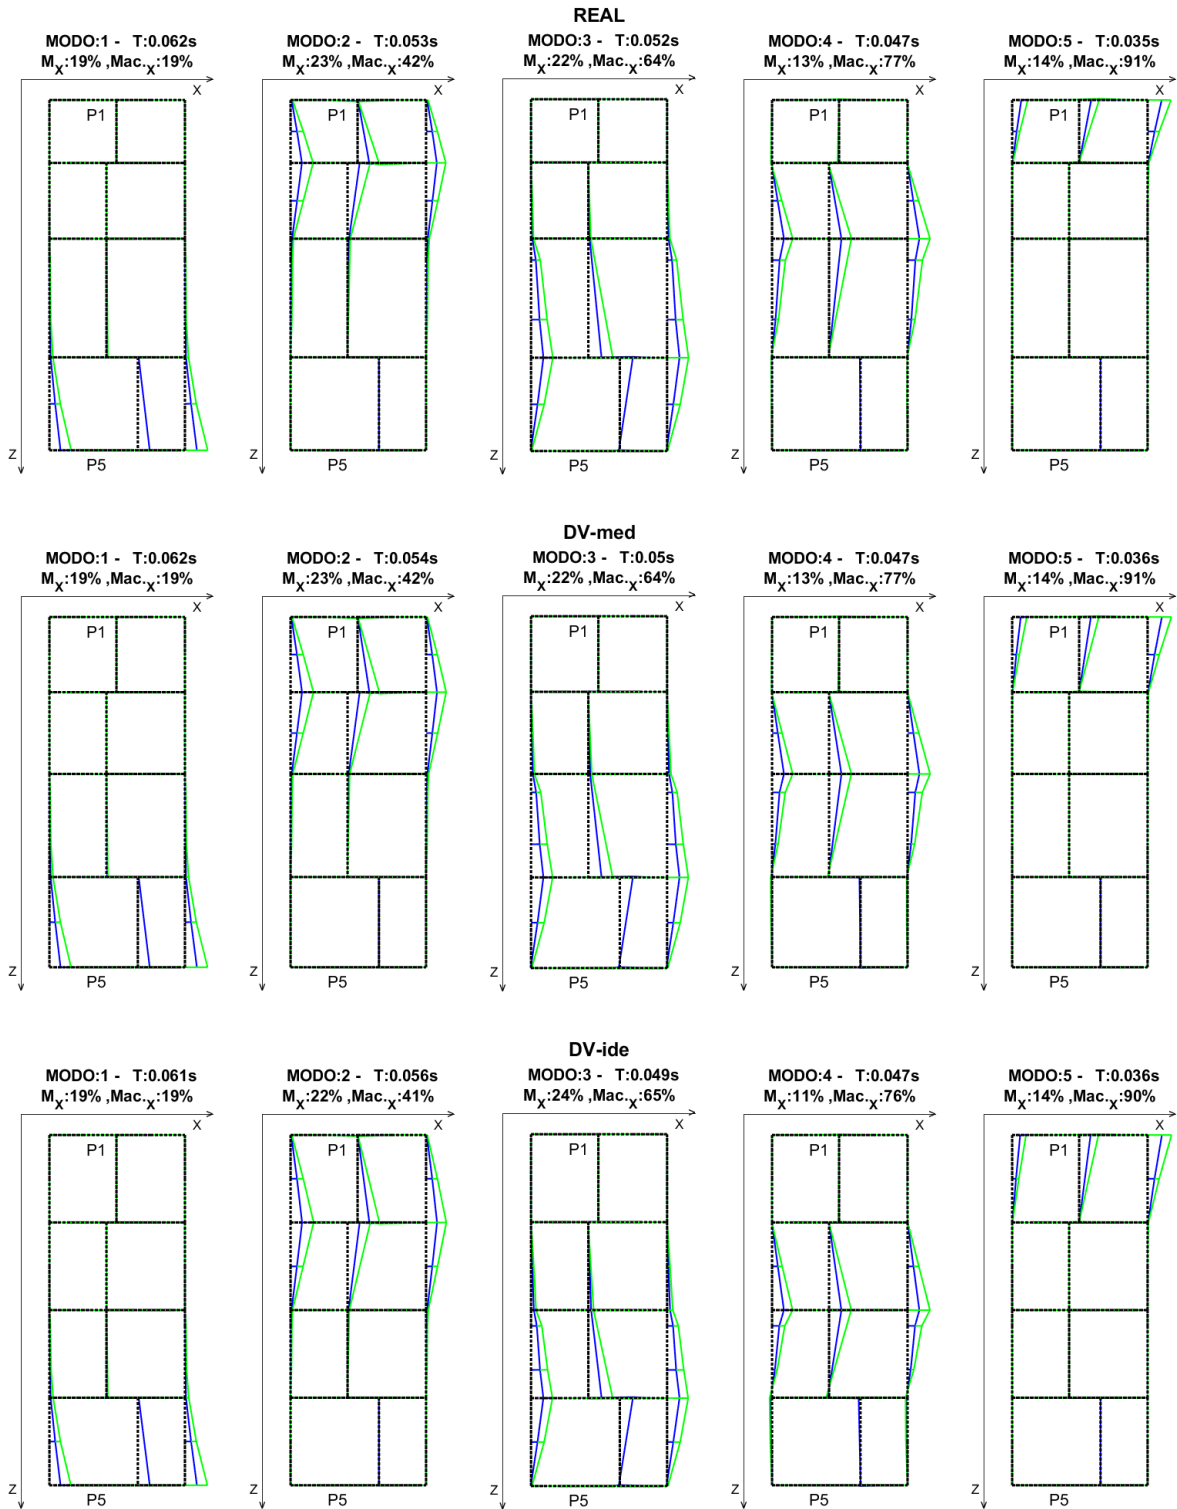 REAL
MODO:1 - T:0.062s
MX:19% ,Mac.X:19%
MODO:2 - T:0.053s
MX:23% ,Mac.X:42%
MODO:3 - T:0.052s
MX:22% ,Mac.X:64%
MODO:4 - T:0.047s
MX:13% ,Mac.X:77%
MODO:5 - T:0.035s
MX:14% ,Mac.X:91%
X
X
X
X
X
P1
P1
P1
P1
P1
Z
Z
Z
Z
Z
P5
P5
P5
P5
P5
DV-med
MODO:1 - T:0.062s
MX:19% ,Mac.X:19%
MODO:2 - T:0.054s
MX:23% ,Mac.X:42%
MODO:3 - T:0.05s
MX:22% ,Mac.X:64%
MODO:4 - T:0.047s
MX:13% ,Mac.X:77%
MODO:5 - T:0.036s
MX:14% ,Mac.X:91%
X
X
X
X
X
P1
P1
P1
P1
P1
Z
Z
Z
Z
Z
P5
P5
P5
P5
P5
DV-ide
MODO:1 - T:0.061s
MX:19% ,Mac.X:19%
MODO:2 - T:0.056s
MX:22% ,Mac.X:41%
MODO:3 - T:0.049s
MX:24% ,Mac.X:65%
MODO:4 - T:0.047s
MX:11% ,Mac.X:76%
MODO:5 - T:0.036s
MX:14% ,Mac.X:90%
X
X
X
X
X
P1
P1
P1
P1
P1
Z
Z
Z
Z
Z
P5
P5
P5
P5
P5